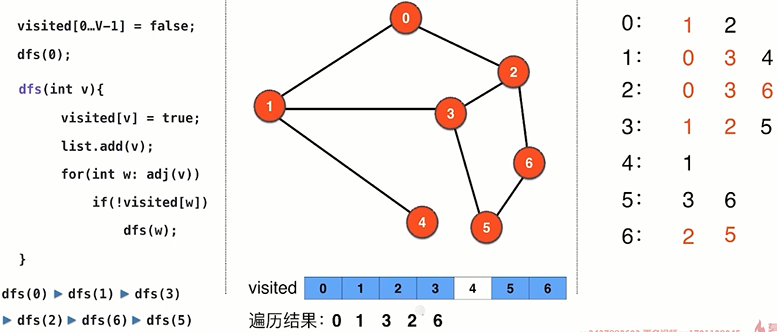 visited[0…V-1] = false;
dfs(0);
dfs(int v){
visited[v] = true;
list.add(v);
for(int w: adj(v))
if(!visited[w])
dfs(w);
}
dfs(0) ▶ dfs(1) ▶ dfs(3)
▶ dfs(2) ▶ dfs(6) ▶ dfs(5)
0
1
2
3
6
4
5
visited 0 1 2 3 4 5 6
遍历结果：0 1 3 2 6
0: 1 2
1: 0 3 4
2: 0 3 6
3: 1 2 5
4: 1
5: 3 6
6: 2 5